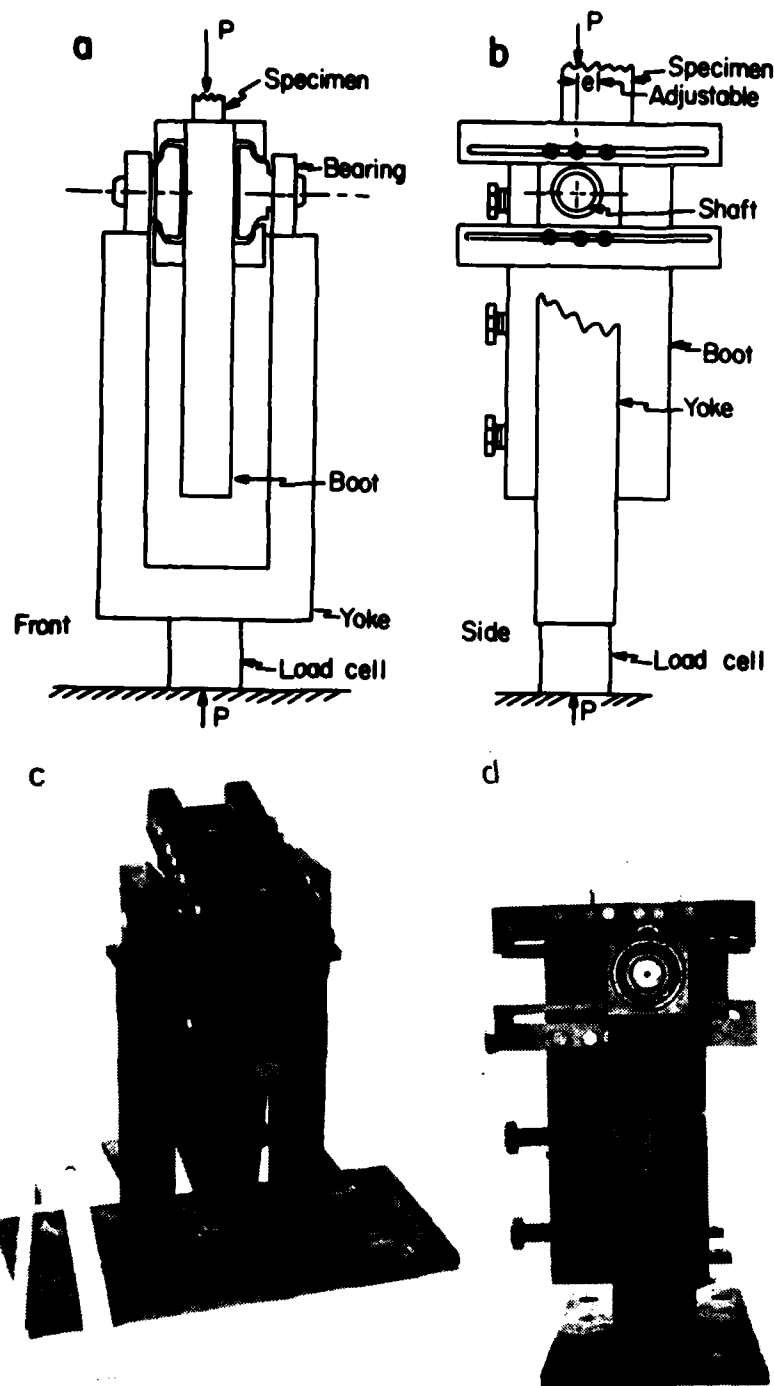 a
P
Specimen
Bearing
Boot
Yoke
Front
Load cell
P
b
P
Specimen
e
Adjustable
Shaft
Boot
Yoke
Side
Load cell
P
c
d